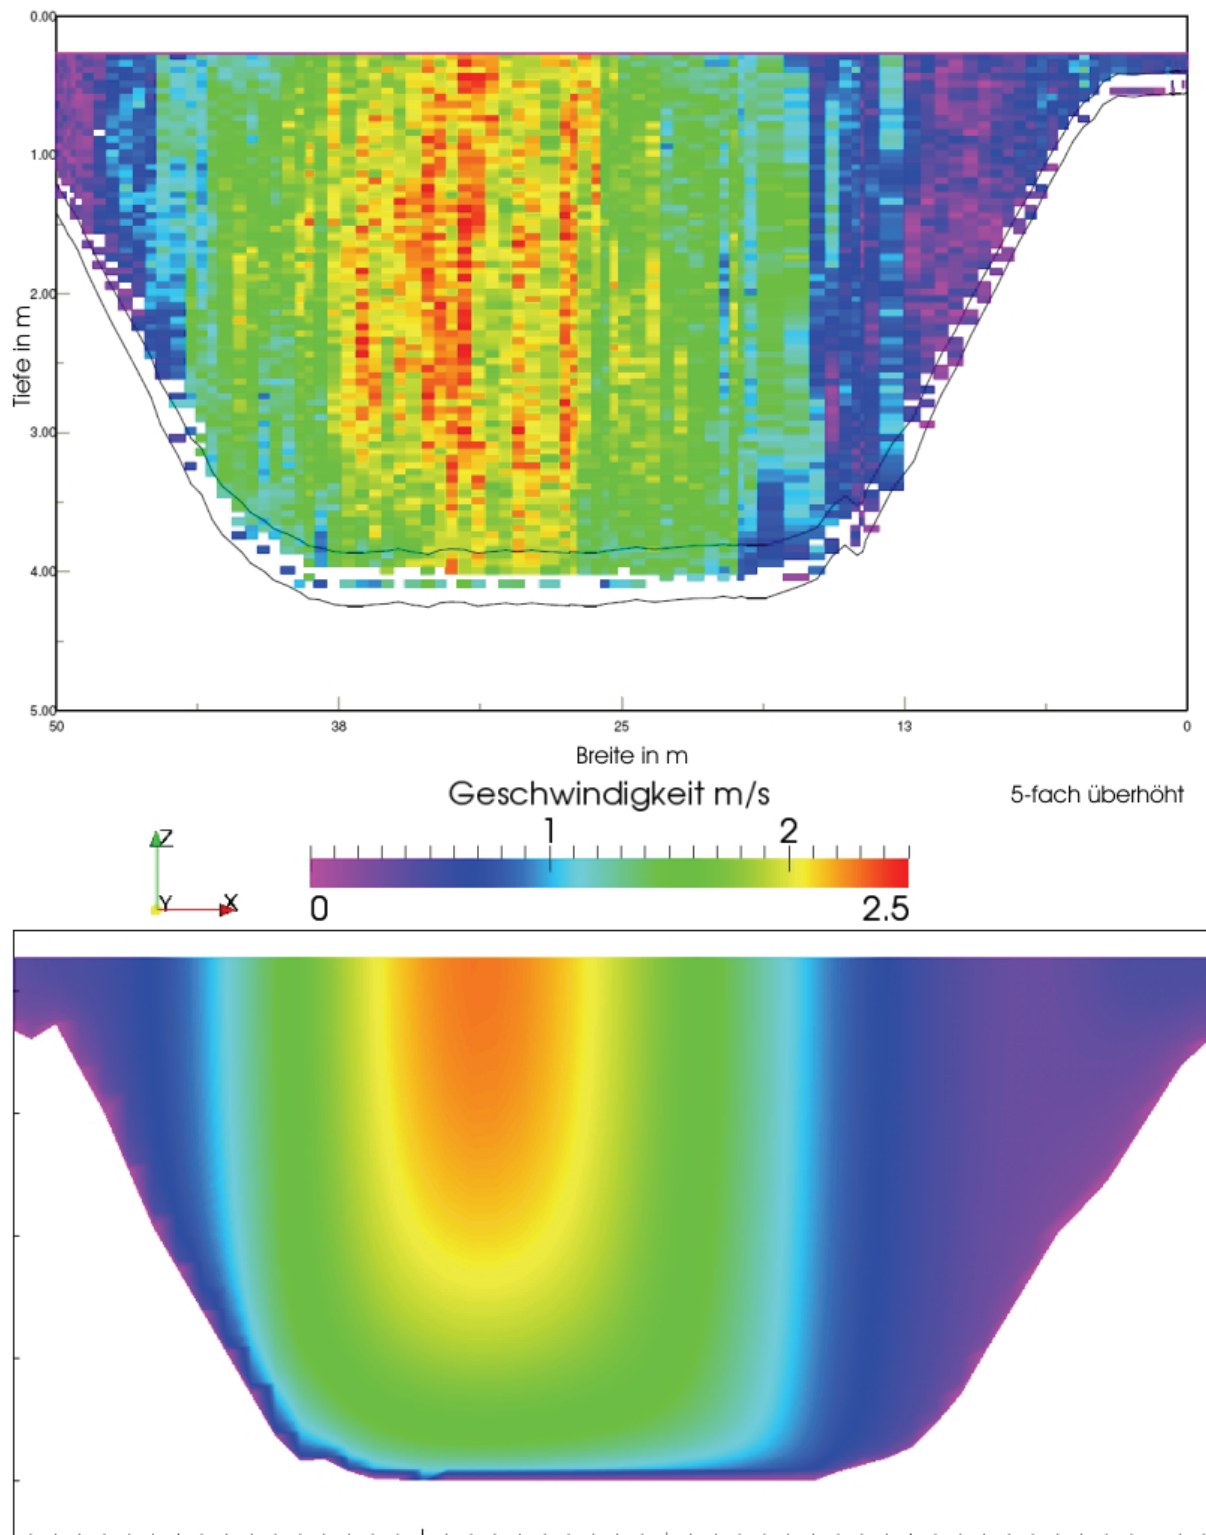 0.00
1.00
2.00
3.00
4.00
5.00
Tiefe in m
50 38 25 13 0
Breite in m
Geschwindigkeit m/s
5-fach überhöht
1 2
0 2.5
Z
Y X